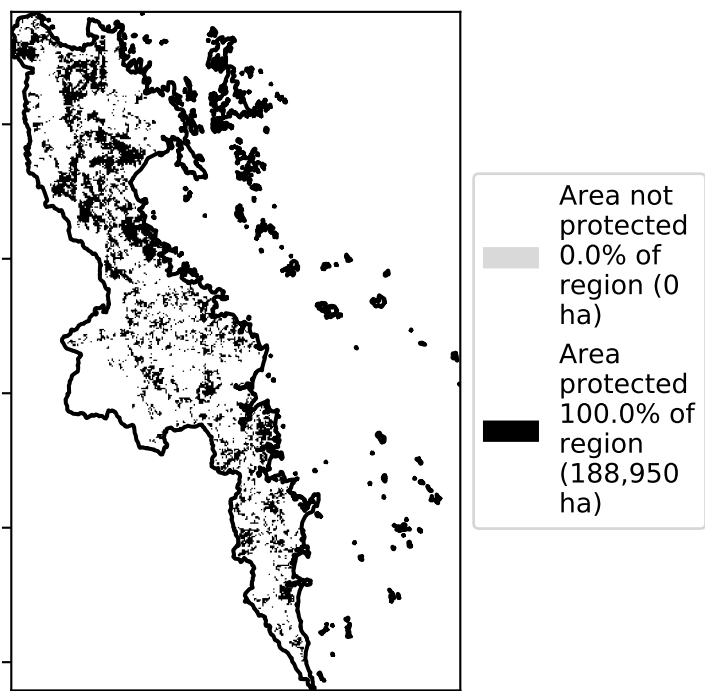 Area not
protected
0.0% of
region (0
ha)
Area
protected
100.0% of
region
(188,950
ha)